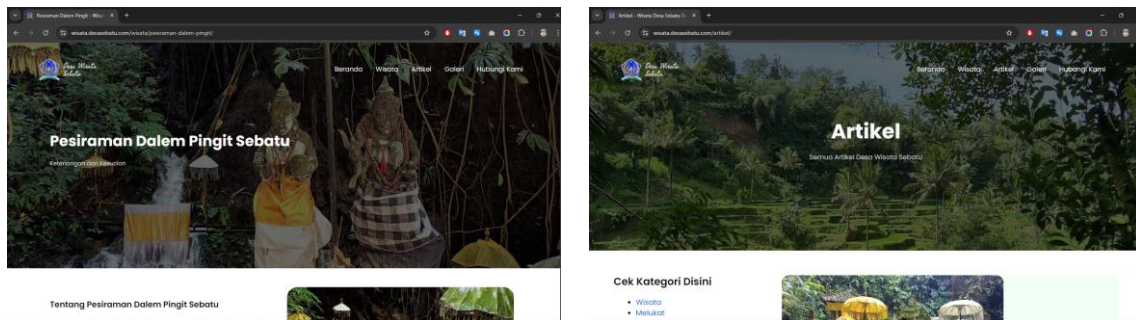 Pesiraman Dalem Pingit - Wisa
wisata.desasebatu.com/wisata/pesiraman-dalem-pingit/
Desa Wisata
Sebatu
Beranda Wisata Artikel Galeri Hubungi Kami
Pesiraman Dalem Pingit Sebatu
Ketenangan dan Kesucian
Tentang Pesiraman Dalem Pingit Sebatu
Artikel - Wisata Desa Sebatu
wisata.desasebatu.com/artikel/
Desa Wisata
Sebatu
Beranda Wisata Artikel Galeri Hubungi Kami
Artikel
Semua Artikel Desa Wisata Sebatu
Cek Kategori Disini
Wisata
Melukat